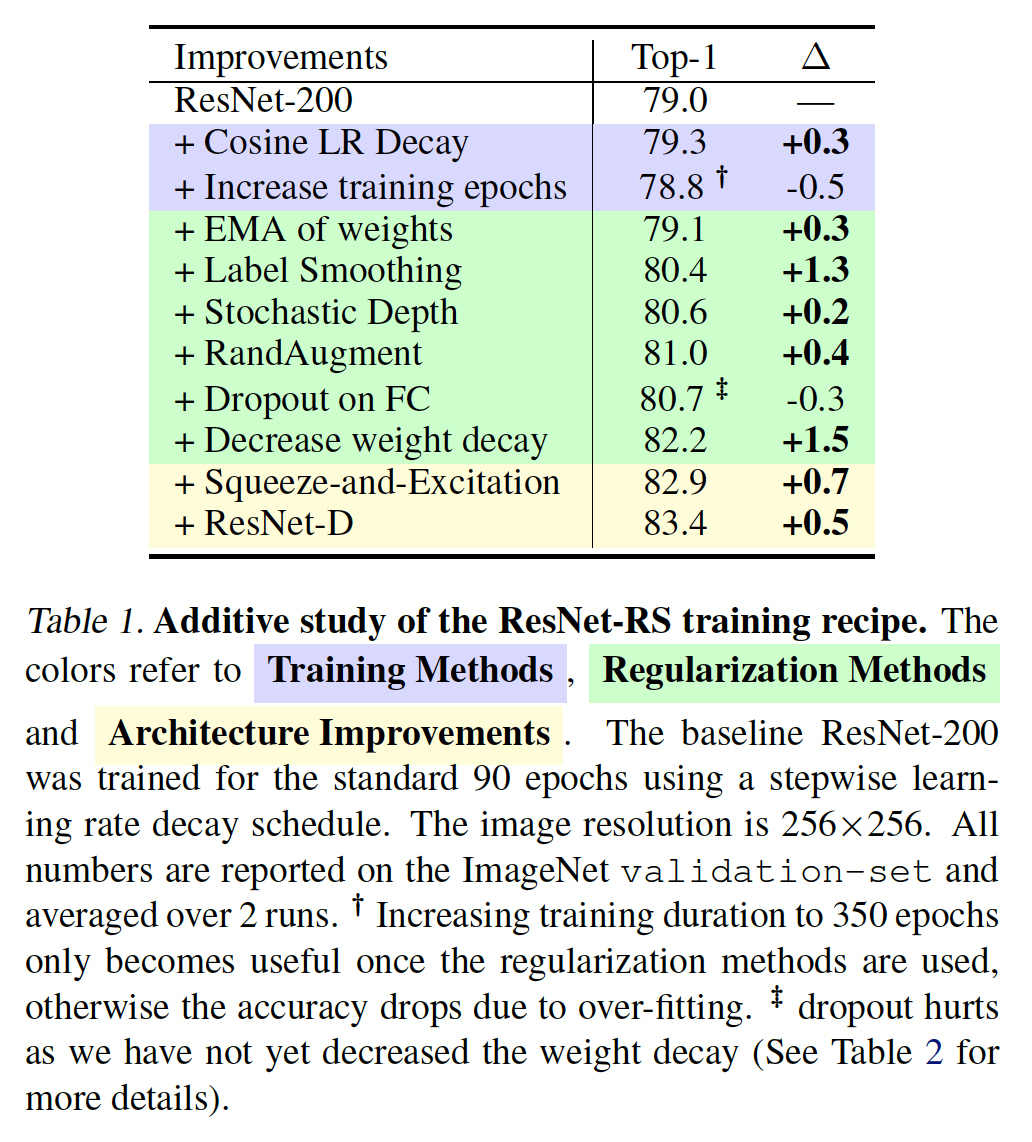 Improvements Top-1 Δ
ResNet-200 79.0 —
+ Cosine LR Decay 79.3 +0.3
+ Increase training epochs 78.8 † -0.5
+ EMA of weights 79.1 +0.3
+ Label Smoothing 80.4 +1.3
+ Stochastic Depth 80.6 +0.2
+ RandAugment 81.0 +0.4
+ Dropout on FC 80.7 ‡ -0.3
+ Decrease weight decay 82.2 +1.5
+ Squeeze-and-Excitation 82.9 +0.7
+ ResNet-D 83.4 +0.5
Table 1. Additive study of the ResNet-RS training recipe. The
colors refer to Training Methods , Regularization Methods
and Architecture Improvements . The baseline ResNet-200
was trained for the standard 90 epochs using a stepwise learn-
ing rate decay schedule. The image resolution is 256×256. All
numbers are reported on the ImageNet validation-set and
averaged over 2 runs. † Increasing training duration to 350 epochs
only becomes useful once the regularization methods are used,
otherwise the accuracy drops due to over-fitting. ‡ dropout hurts
as we have not yet decreased the weight decay (See Table 2 for
more details).